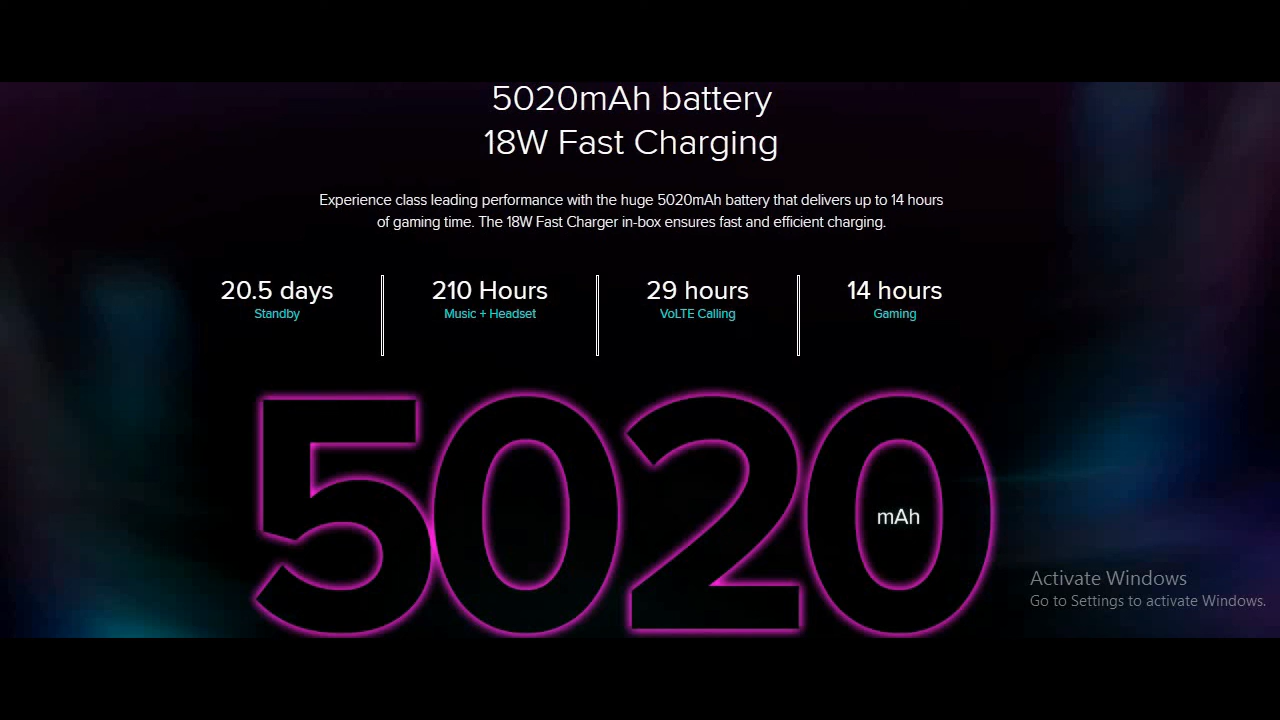 5020mAh battery
18W Fast Charging
Experience class leading performance with the huge 5020mAh battery that delivers up to 14 hours
of gaming time. The 18W Fast Charger in-box ensures fast and efficient charging.
20.5 days
Standby
210 Hours
Music + Headset
29 hours
VoLTE Calling
14 hours
Gaming
5020
mAh
Activate Windows
Go to Settings to activate Windows.